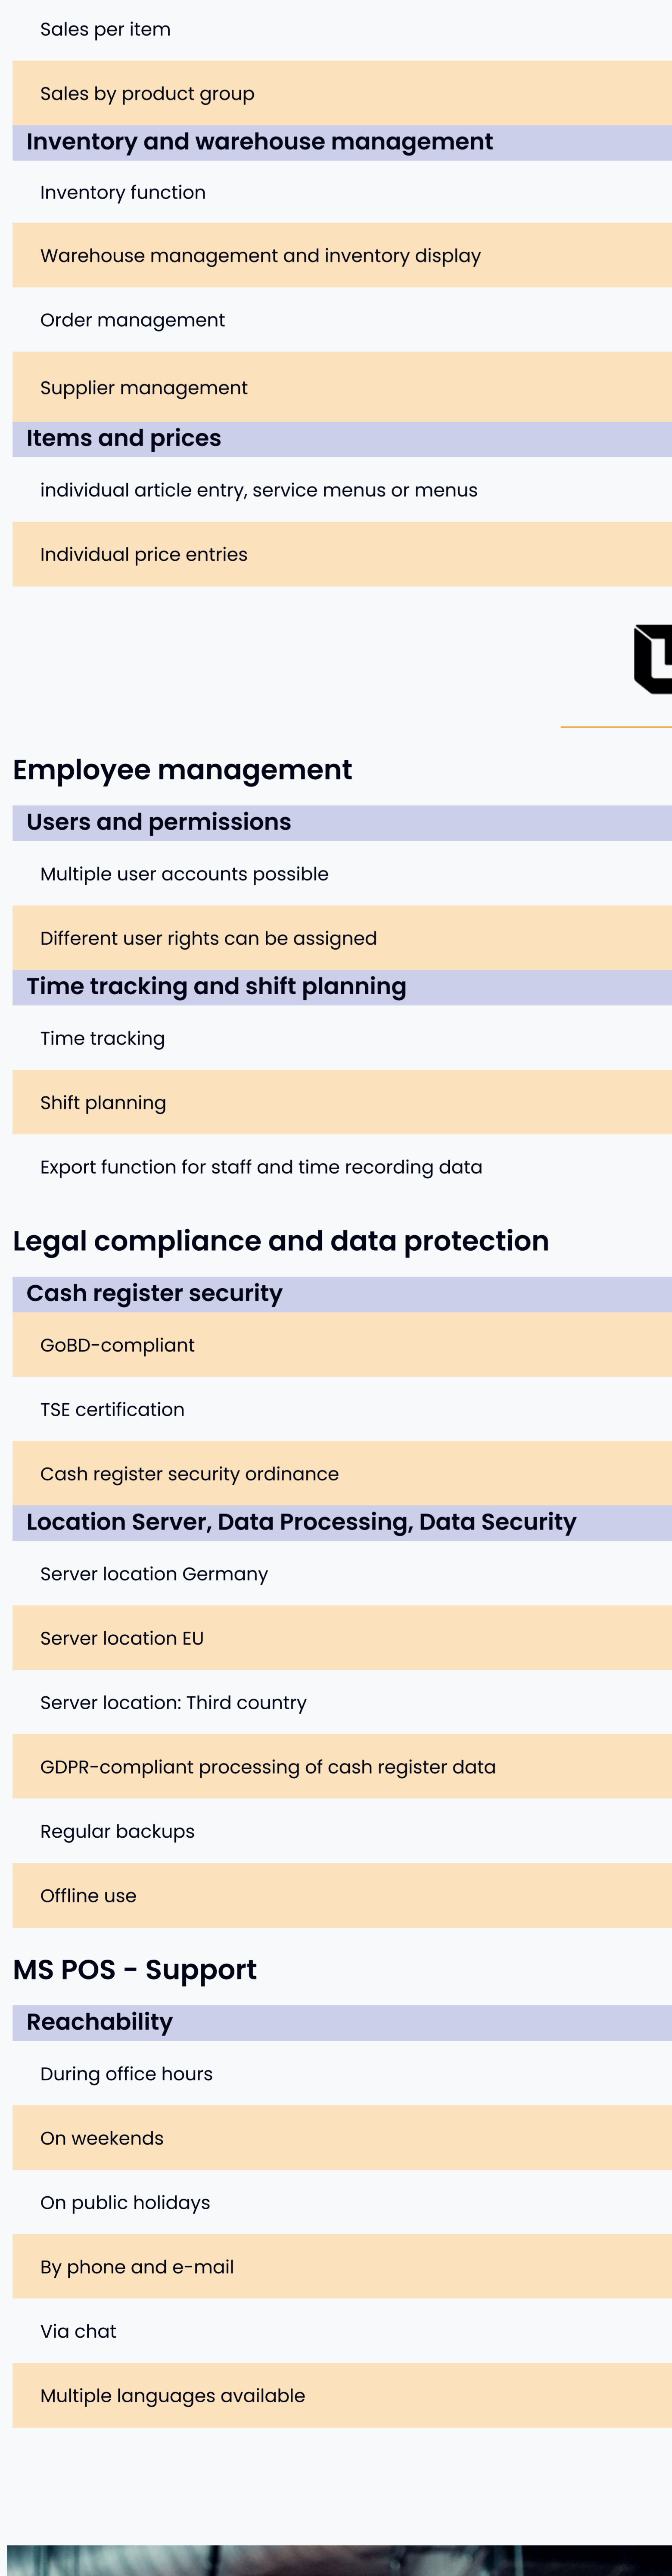 Sales per item
Sales by product group
Inventory and warehouse management
Inventory function
Warehouse management and inventory display
Order management
Supplier management
Items and prices
individual article entry, service menus or menus
Individual price entries
Employee management
Users and permissions
Multiple user accounts possible
Different user rights can be assigned
Time tracking and shift planning
Time tracking
Shift planning
Export function for staff and time recording data
Legal compliance and data protection
Cash register security
GoBD-compliant
TSE certification
Cash register security ordinance
Location Server, Data Processing, Data Security
Server location Germany
Server location EU
Server location: Third country
GDPR-compliant processing of cash register data
Regular backups
Offline use
MS POS - Support
Reachability
During office hours
On weekends
On public holidays
By phone and e-mail
Via chat
Multiple languages available